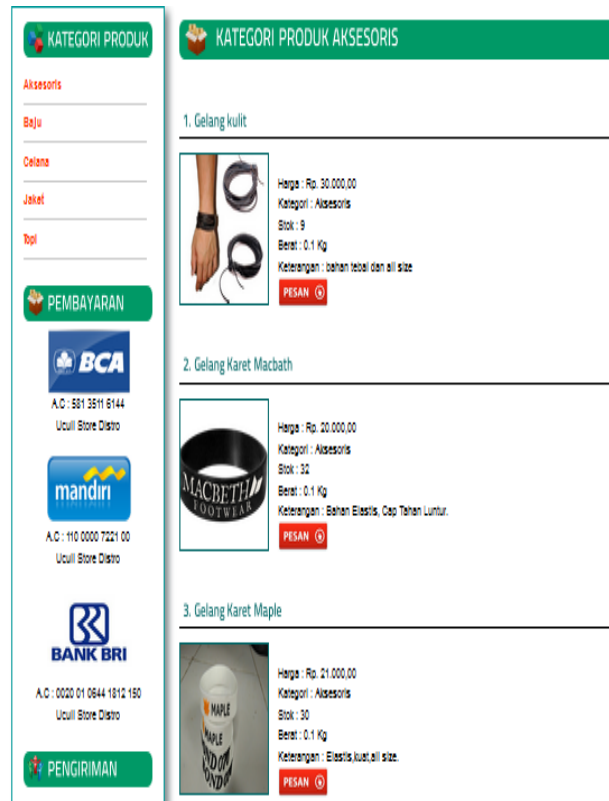 KATEGORI PRODUK
Aksesoris
Baju
Celana
Jaket
Topi
PEMBAYARAN
BCA
A.C : 581 3511 6144
Ucull Store Distro
mandiri
A.C : 110 0000 7221 00
Ucull Store Distro
BANK BRI
A.C : 0020 01 0644 1812 150
Ucull Store Distro
PENGIRIMAN
KATEGORI PRODUK AKSESORIS
1. Gelang kulit
Harga : Rp. 30.000,00
Kategori : Aksesoris
Stok : 9
Berat : 0.1 Kg
Keterangan : bahan tebal dan all size
PESAN
2. Gelang Karet Macbath
MACBETH
FOOTWEAR
Harga : Rp. 20.000,00
Kategori : Aksesoris
Stok : 32
Berat : 0.1 Kg
Keterangan : Bahan Elastis, Cap Tahan Luntur.
PESAN
3. Gelang Karet Maple
MAPLE
MAPLE
Harga : Rp. 21.000,00
Kategori : Aksesoris
Stok : 30
Berat : 0.1 Kg
Keterangan : Elastis,kuat,all size.
PESAN